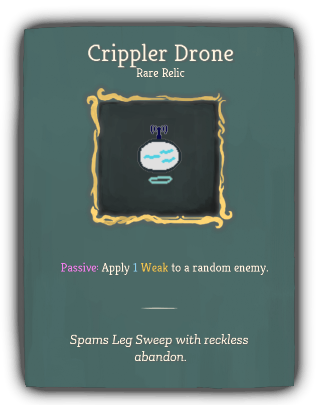 Crippler Drone
Rare Relic
Passive: Apply 1 Weak to a random enemy.
Spams Leg Sweep with reckless
abandon.